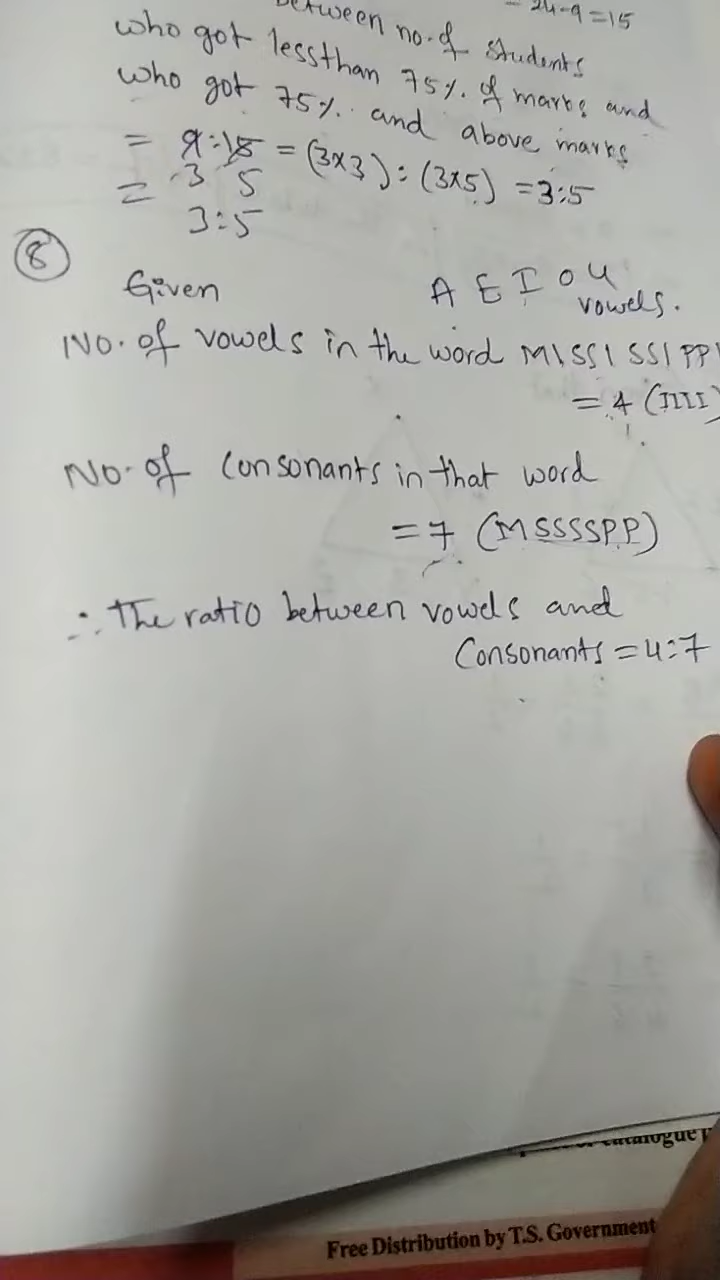 between no. of students
- 24-9=15
who got lessthan 75%. of marks and
who got 75%. and above marks
= 9:15 = (3x3):(3x5) =3:5
= 3 5
3:5
8
Given A E I O U
vowels.
No. of vowels in the word MISSISSIPPI
= 4 (IIII)
No. of Consonants in that word
= 7 (MSSSSPP)
∴ The ratio between vowels and
Consonants = 4:7
Free Distribution by T.S. Government